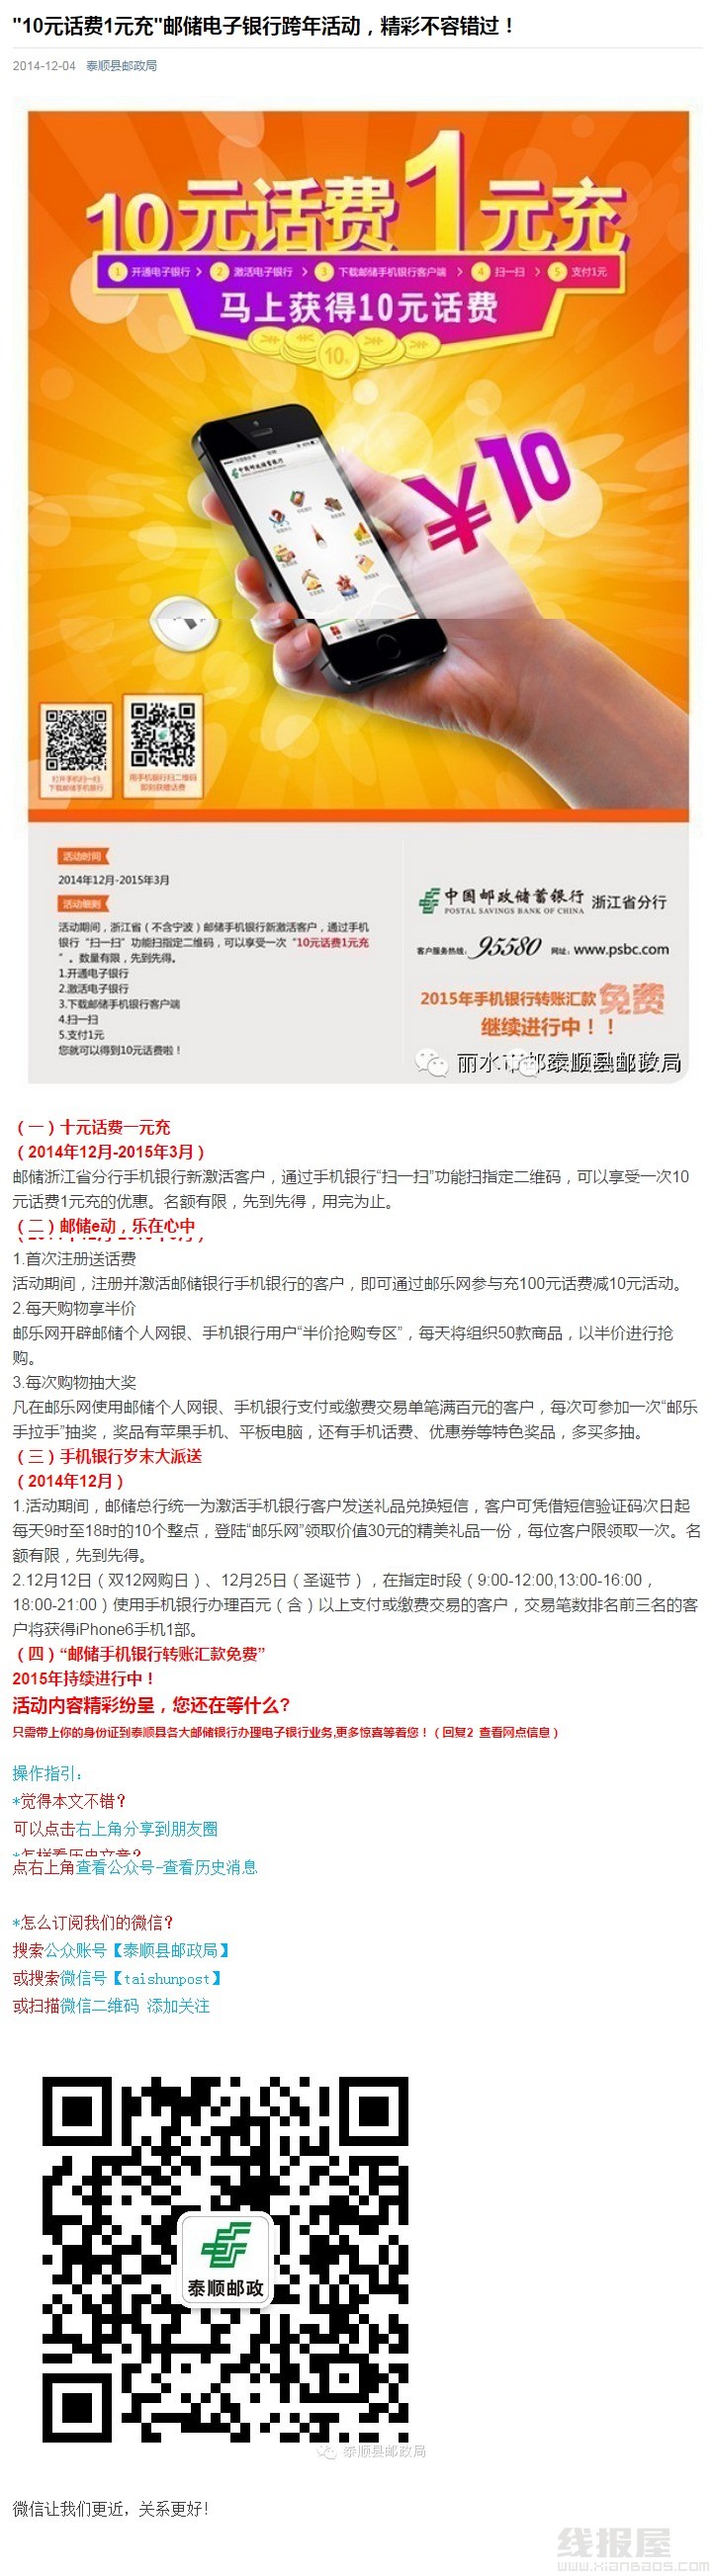 "10元话费1元充"邮储电子银行跨年活动，精彩不容错过！
2014-12-04 泰顺县邮政局
10元话费1元充
1 开通电子银行 > 2 激活电子银行 > 3 下载邮储手机银行客户端 > 4 扫一扫 > 5 支付1元
马上获得10元话费
10元
中国邮政储蓄银行
¥10
打开手机扫一扫
下载邮储手机银行
用手机银行扫二维码
即刻获赠话费
活动时间
2014年12月-2015年3月
活动细则
活动期间，浙江省（不含宁波）邮储手机银行新激活客户，通过手机
银行“扫一扫”功能扫指定二维码，可以享受一次“10元话费1元充
”。数量有限，先到先得。
1.开通电子银行
2.激活电子银行
3.下载邮储手机银行客户端
4.扫一扫
5.支付1元
您就可以得到10元话费啦！
中国邮政储蓄银行 浙江省分行
POSTAL SAVINGS BANK OF CHINA
客户服务热线：95580 网址：www.psbc.com
2015年手机银行转账汇款免费
继续进行中！！
丽水市邮泰顺县邮政局
（一）十元话费一元充
（2014年12月-2015年3月）
邮储浙江省分行手机银行新激活客户，通过手机银行“扫一扫”功能扫指定二维码，可以享受一次10
元话费1元充的优惠。名额有限，先到先得，用完为止。
（二）邮储e动，乐在心中
1.首次注册送话费
活动期间，注册并激活邮储银行手机银行的客户，即可通过邮乐网参与充100元话费减10元活动。
2.每天购物享半价
邮乐网开辟邮储个人网银、手机银行用户“半价抢购专区”，每天将组织50款商品，以半价进行抢
购。
3.每次购物抽大奖
凡在邮乐网使用邮储个人网银、手机银行支付或缴费交易单笔满百元的客户，每次可参加一次“邮乐
手拉手”抽奖，奖品有苹果手机、平板电脑，还有手机话费、优惠券等特色奖品，多买多抽。
（三）手机银行岁末大派送
（2014年12月）
1.活动期间，邮储总行统一为激活手机银行客户发送礼品兑换短信，客户可凭借短信验证码次日起
每天9时至18时的10个整点，登陆“邮乐网”领取价值30元的精美礼品一份，每位客户限领取一次。名
额有限，先到先得。
2.12月12日（双12网购日）、12月25日（圣诞节），在指定时段（9:00-12:00,13:00-16:00，
18:00-21:00）使用手机银行办理百元（含）以上支付或缴费交易的客户，交易笔数排名前三名的客
户将获得iPhone6手机1部。
（四）“邮储手机银行转账汇款免费”
2015年持续进行中！
活动内容精彩纷呈，您还在等什么?
只需带上你的身份证到泰顺县各大邮储银行办理电子银行业务,更多惊喜等着您！（回复2 查看网点信息）
操作指引：
*觉得本文不错？
可以点击右上角分享到朋友圈
*怎样看历史文章？
点右上角查看公众号-查看历史消息
*怎么订阅我们的微信？
搜索公众账号【泰顺县邮政局】
或搜索微信号【taishunpost】
或扫描微信二维码 添加关注
泰顺邮政
泰顺县邮政局
微信让我们更近，关系更好！
线报屋
www.xianbao5.com